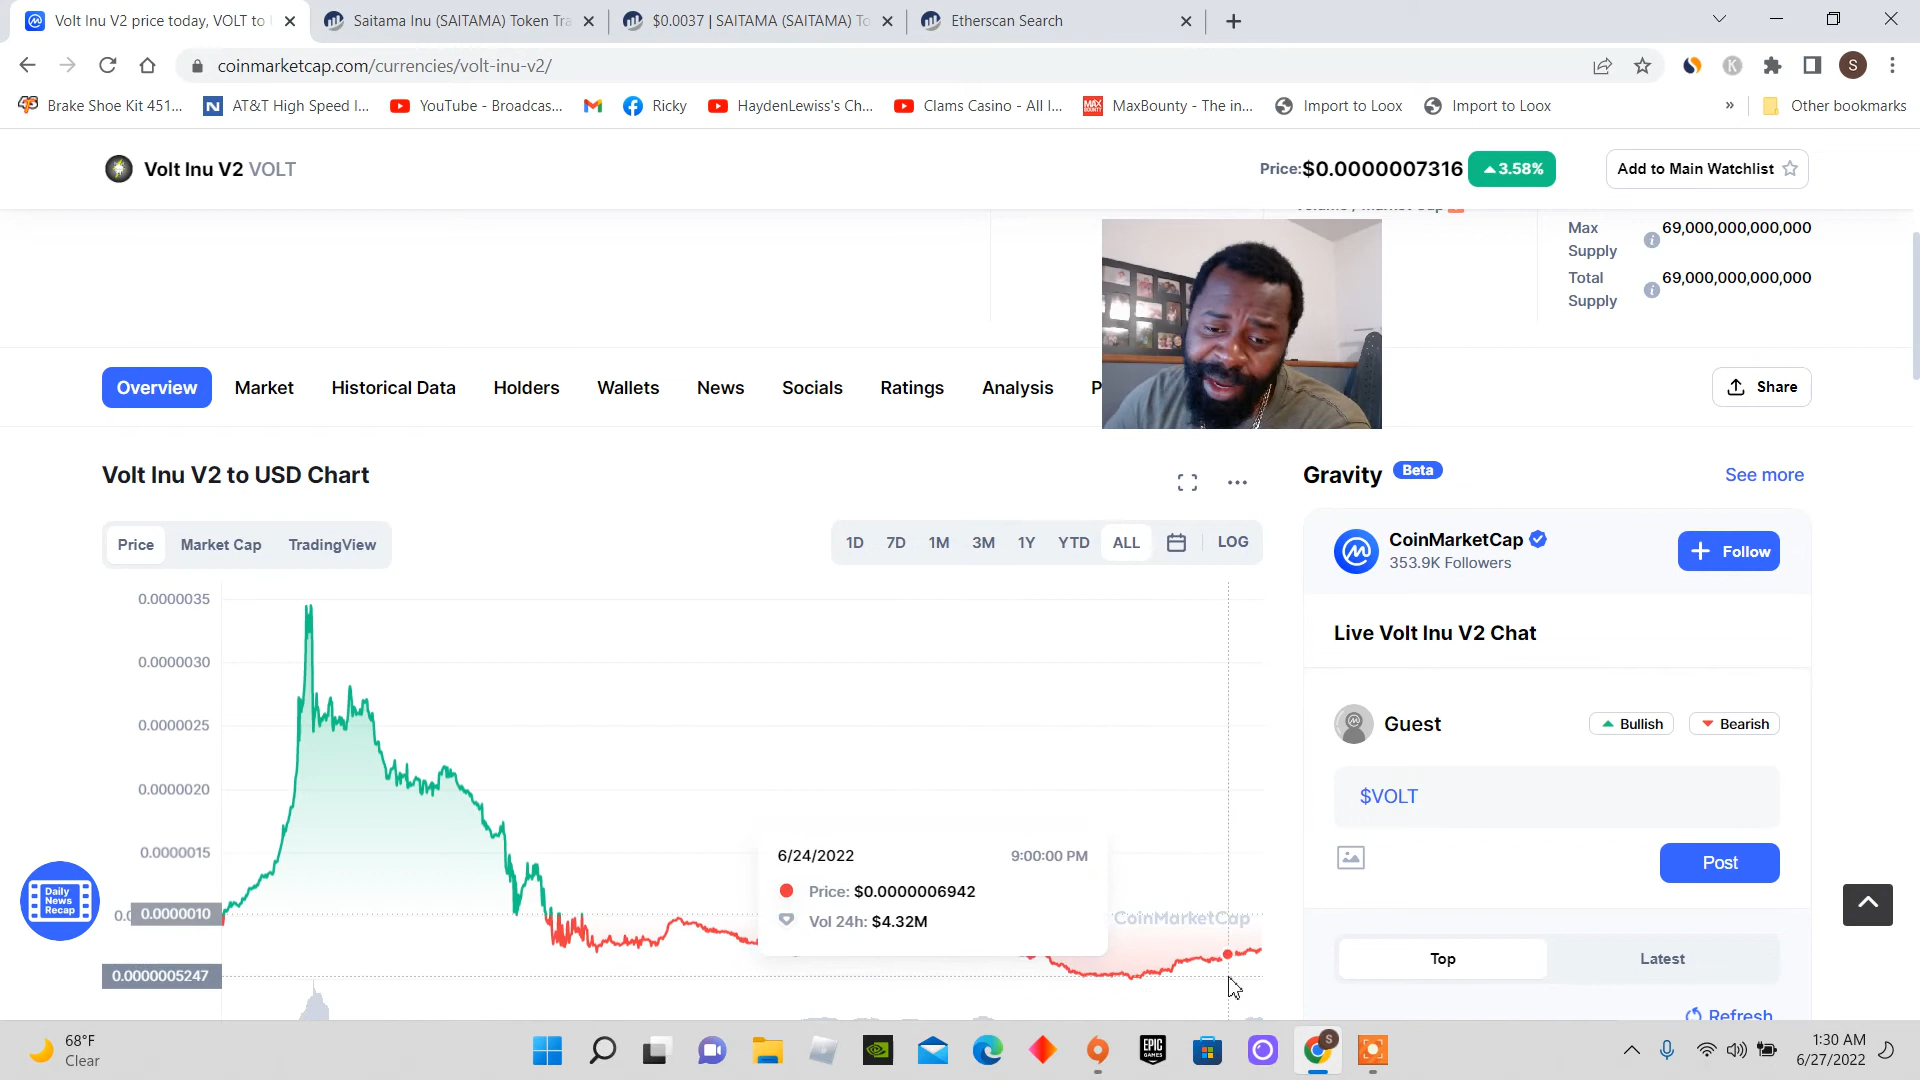 Volt Inu V2 price today, VOLT to
Saitama Inu (SAITAMA) Token Tra
$0.0037 | SAITAMA (SAITAMA) To
Etherscan Search
coinmarketcap.com/currencies/volt-inu-v2/
S
Brake Shoe Kit 451...
AT&T High Speed I...
YouTube - Broadcas...
Ricky
HaydenLewiss's Ch...
Clams Casino - All I...
MaxBounty - The in...
Import to Loox
Import to Loox
»
Other bookmarks
Volt Inu V2 VOLT
Price:$0.0000007316
3.58%
Add to Main Watchlist
Max
Supply
69,000,000,000,000
Total
Supply
69,000,000,000,000
Overview
Market
Historical Data
Holders
Wallets
News
Socials
Ratings
Analysis
P
Share
Volt Inu V2 to USD Chart
Price
Market Cap
TradingView
1D
7D
1M
3M
1Y
YTD
ALL
LOG
0.0000035
0.0000030
0.0000025
0.0000020
0.0000015
0.0000010
0.0000005247
6/24/2022
9:00:00 PM
Price: $0.0000006942
Vol 24h: $4.32M
CoinMarketCap
Gravity
Beta
See more
CoinMarketCap
353.9K Followers
Follow
Live Volt Inu V2 Chat
Guest
Bullish
Bearish
$VOLT
Post
Top
Latest
Refresh
Daily
News
Recap
68°F
Clear
EPIC
GAMES
S
1:30 AM
6/27/2022